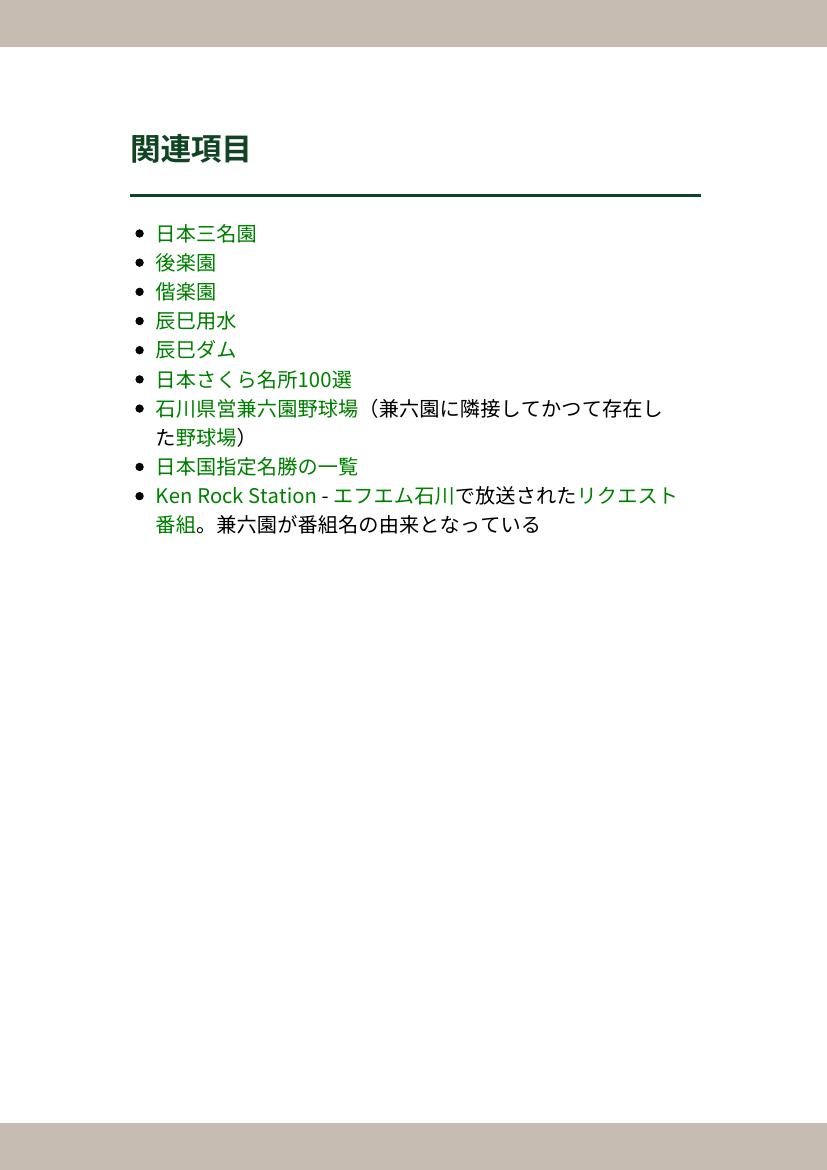 関連項目
日本三名園
後楽園
偕楽園
辰巳用水
辰巳ダム
日本さくら名所100選
石川県営兼六園野球場（兼六園に隣接してかつて存在し
た野球場）
日本国指定名勝の一覧
Ken Rock Station - エフエム石川で放送されたリクエスト
番組。兼六園が番組名の由来となっている